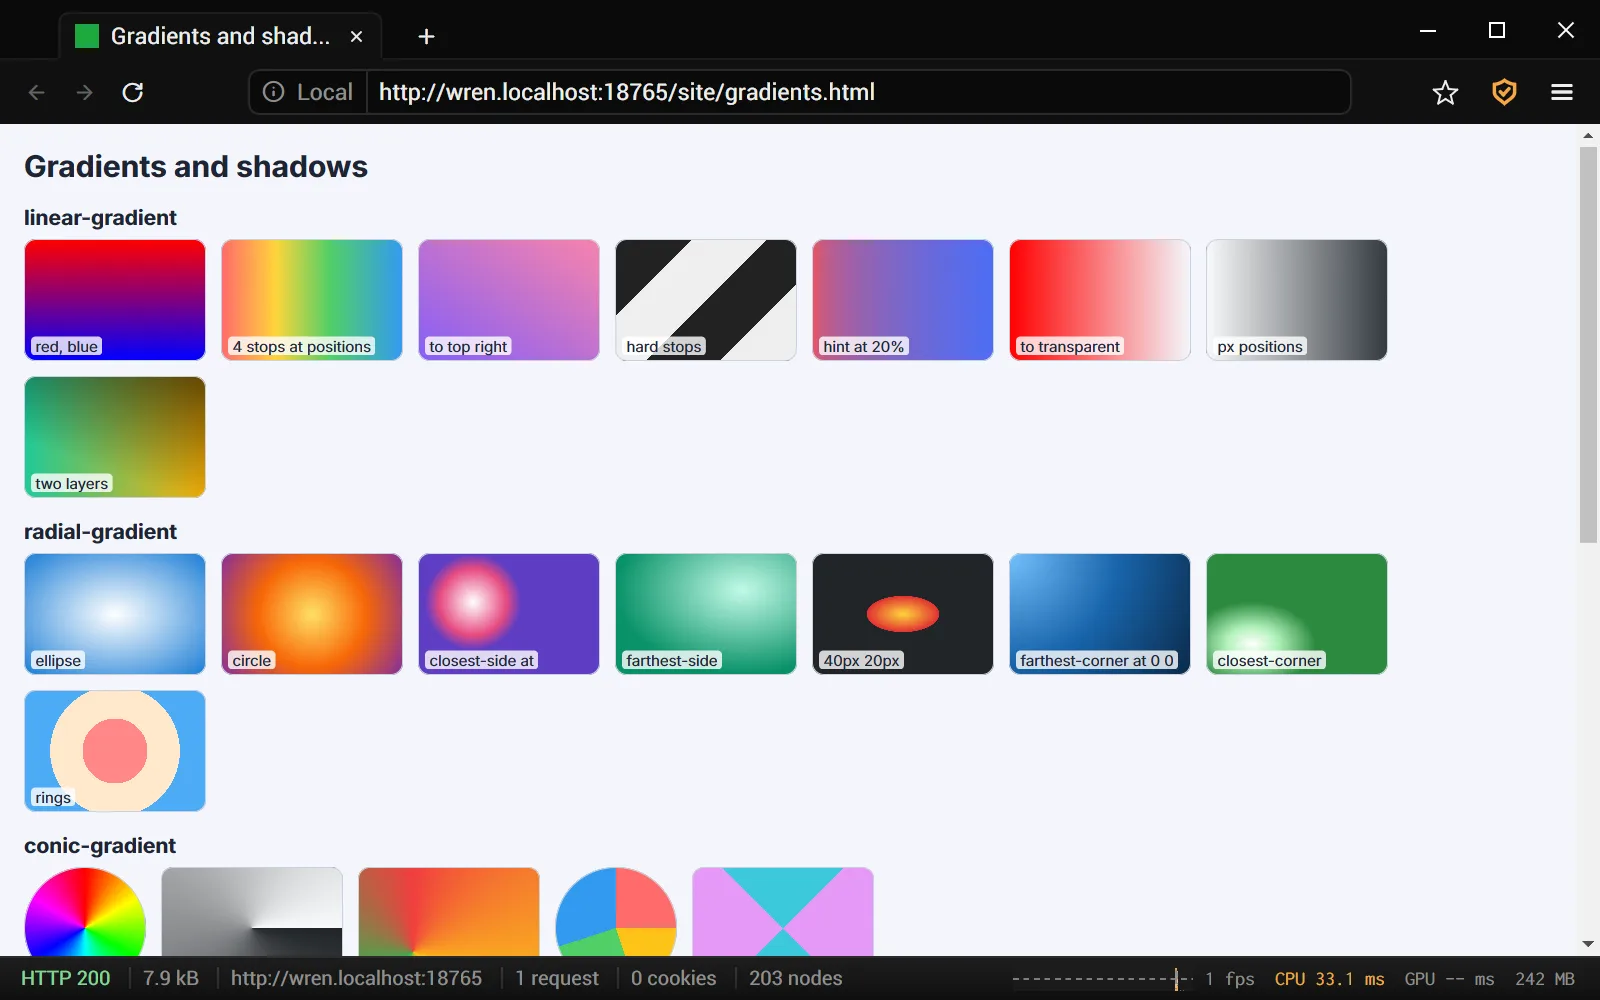 Gradients and shad...
Local
http://wren.localhost:18765/site/gradients.html
Gradients and shadows
linear-gradient
red, blue
4 stops at positions
to top right
hard stops
hint at 20%
to transparent
px positions
two layers
radial-gradient
ellipse
circle
closest-side at
farthest-side
40px 20px
farthest-corner at 0 0
closest-corner
rings
conic-gradient
HTTP 200
7.9 kB
http://wren.localhost:18765
1 request
0 cookies
203 nodes
1 fps
CPU 33.1 ms
GPU -- ms
242 MB